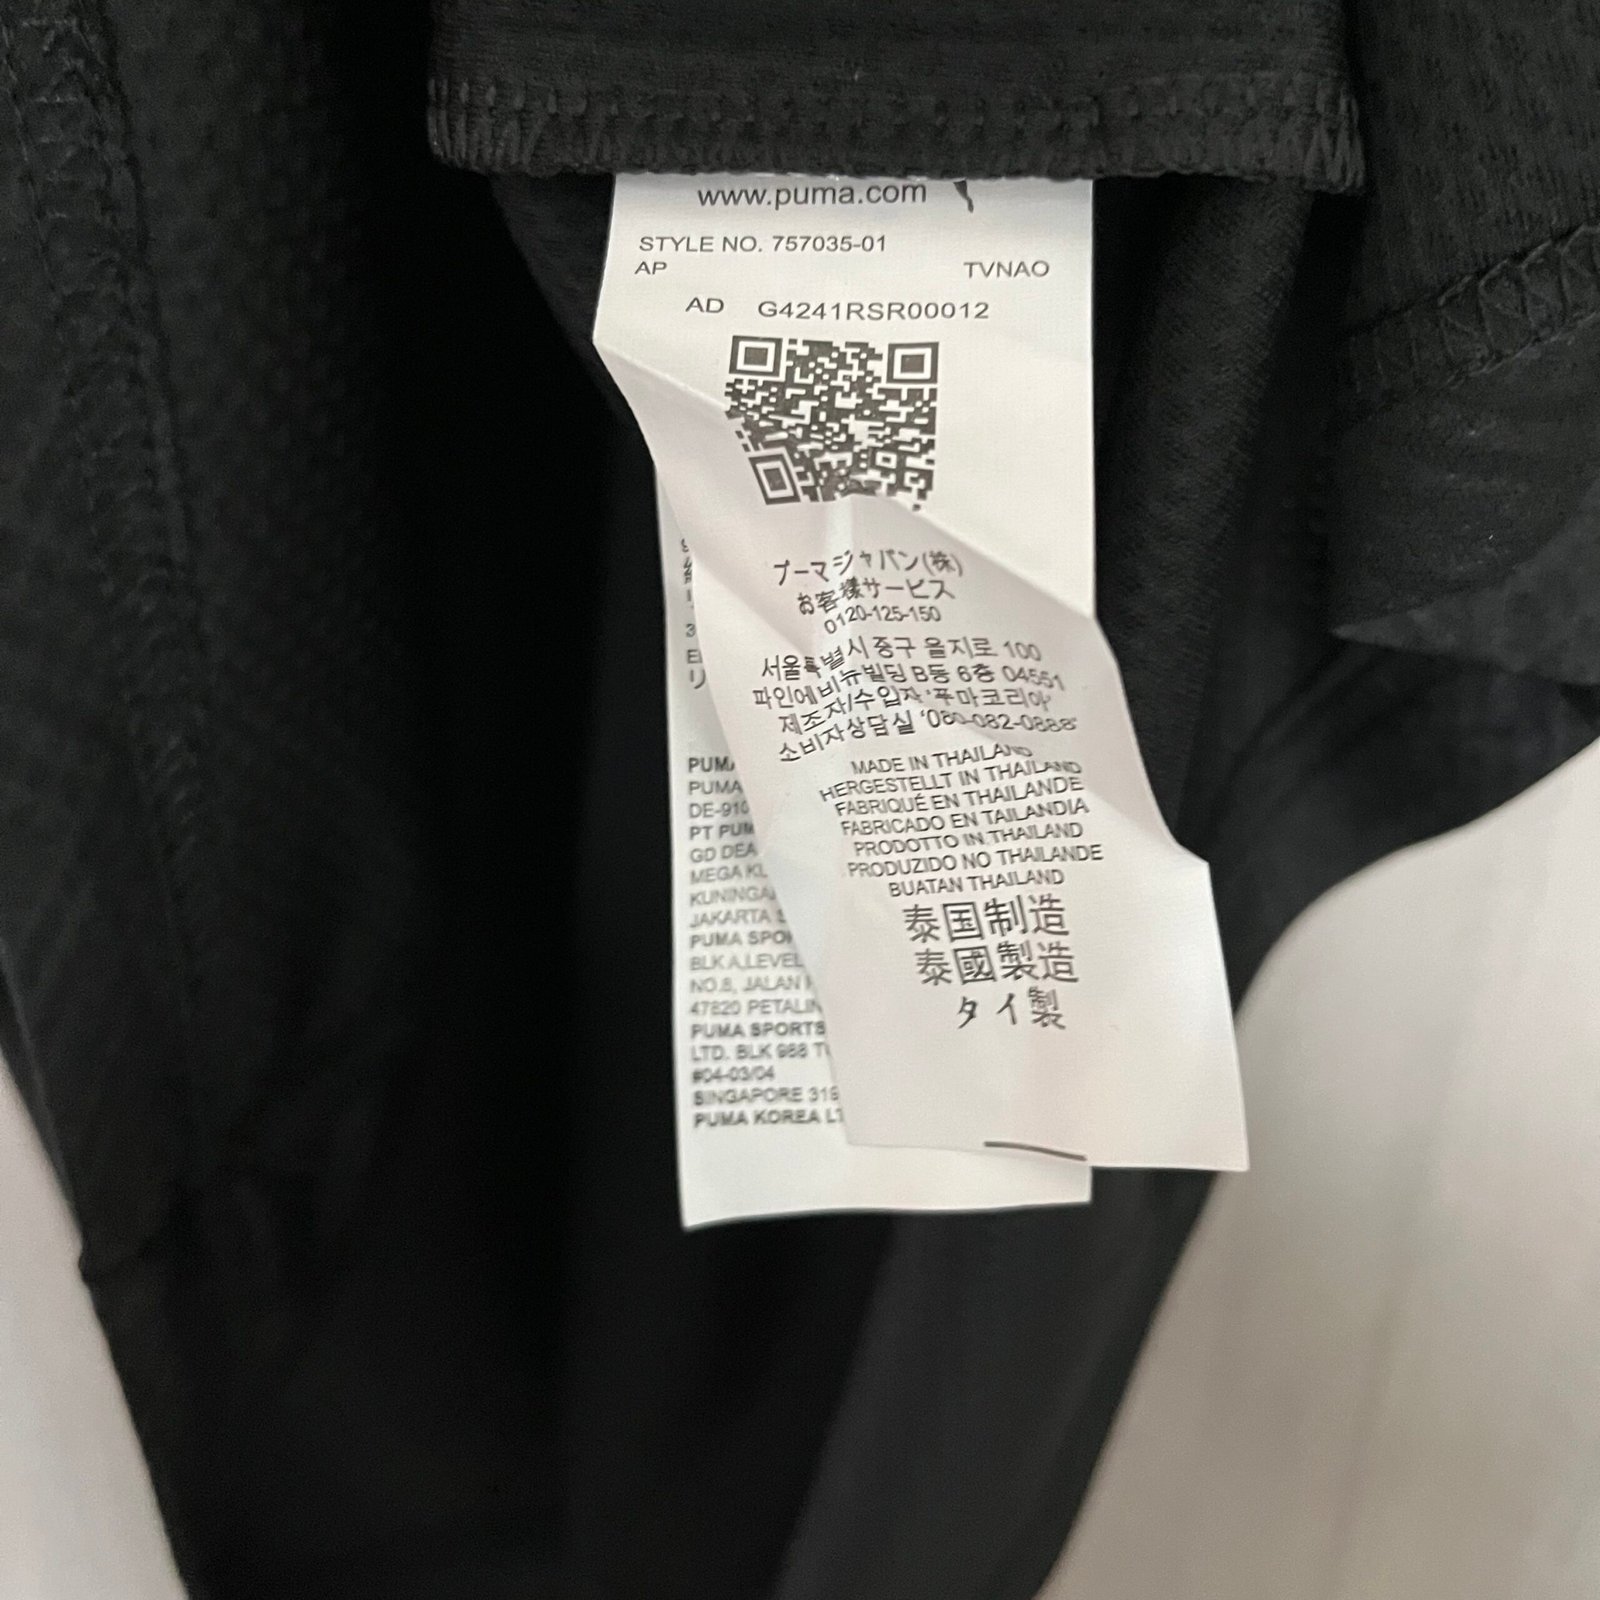 www.puma.com
STYLE NO. 757035-01
AP TVNAO
AD G4241RSR00012
プーマジャパン(株)
お客様サービス
0120-125-150
서울특별시 중구 을지로 100
파인에비뉴빌딩 B동 6층 04551
제조자/수입자 '푸마코리아'
소비자상담실 '080-082-0888'
MADE IN THAILAND
HERGESTELLT IN THAILAND
FABRIQUÉ EN THAILANDE
FABRICADO EN TAILANDIA
PRODOTTO IN THAILAND
PRODUZIDO NO THAILANDE
BUATAN THAILAND
泰国制造
泰國製造
タイ製
PUMA
PUMA
DE-910
PT PUM
GD DEA
MEGA KL
KUNINGA
JAKARTA S
PUMA SPO
BLK A,LEVEL
NO.8, JALAN
47820 PETALIN
PUMA SPORTS
LTD. BLK 988 T
#04-03/04
SINGAPORE 319
PUMA KOREA LT